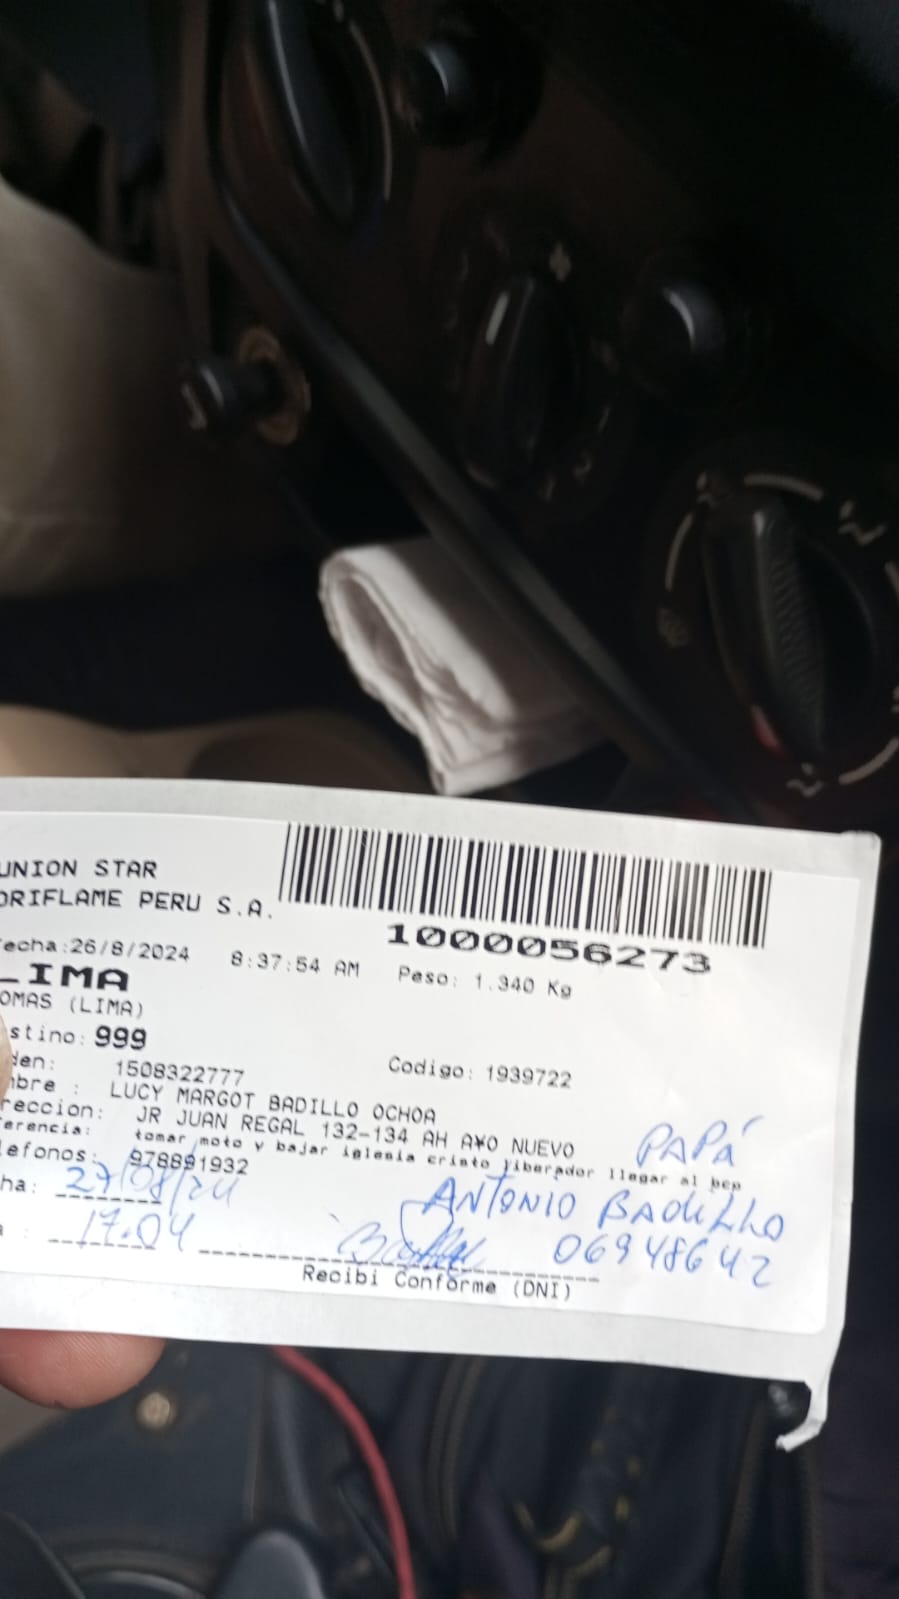 UNION STAR
ORIFLAME PERU S.A.
echa:26/8/2024 8:37:54 AM Peso: 1.340 Kg
1000056273
LIMA
OMAS (LIMA)
stino: 999
den: 1508322777 Codigo: 1939722
mbre : LUCY MARGOT BADILLO OCHOA
reccion: JR JUAN REGAL 132-134 AH A¥O NUEVO
erencia: tomar moto y bajar iglesia cristo liberador llegar al bcp
lefonos: 978891932
PAPÁ
ha: 27/08/24
ANTONIO BADILLO
17:04
06948642
Recibi Conforme (DNI)